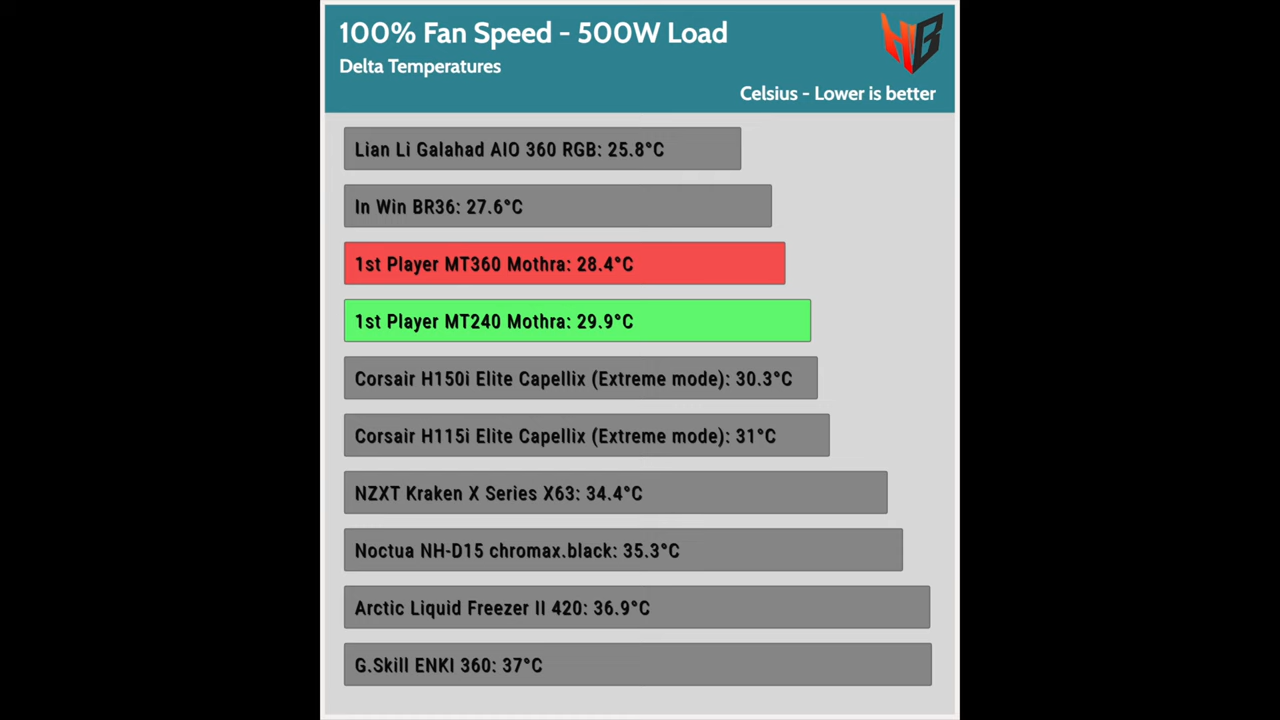 100% Fan Speed - 500W Load
Delta Temperatures
HB
Celsius - Lower is better
Lian Li Galahad AIO 360 RGB: 25.8°C
In Win BR36: 27.6°C
1st Player MT360 Mothra: 28.4°C
1st Player MT240 Mothra: 29.9°C
Corsair H150i Elite Capellix (Extreme mode): 30.3°C
Corsair H115i Elite Capellix (Extreme mode): 31°C
NZXT Kraken X Series X63: 34.4°C
Noctua NH-D15 chromax.black: 35.3°C
Arctic Liquid Freezer II 420: 36.9°C
G.Skill ENKI 360: 37°C